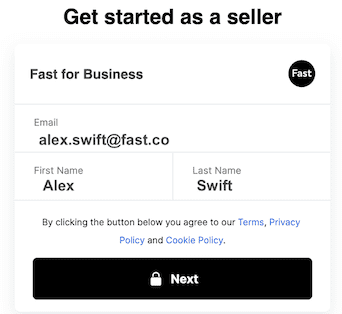 Get started as a seller
Fast for Business
Fast
Email
alex.swift@fast.co
First Name
Last Name
Alex
Swift
By clicking the button below you agree to our Terms, Privacy
Policy and Cookie Policy.
Next